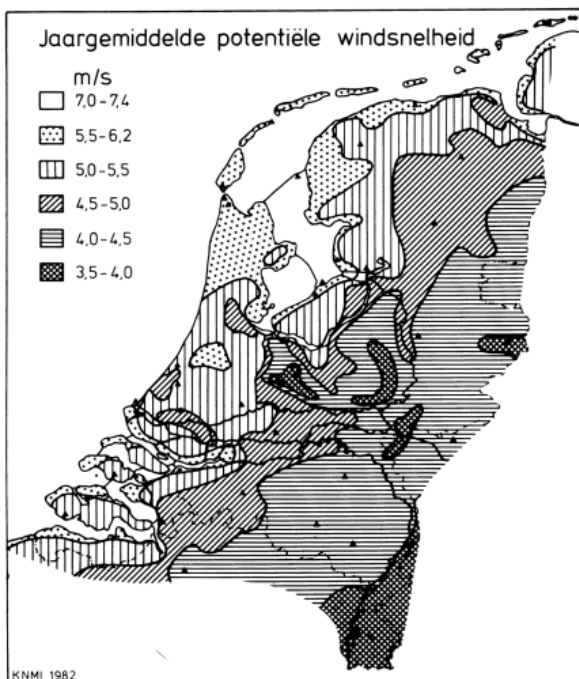 Jaargemiddelde potentiële windsnelheid
m/s
7,0-7,4
5,5-6,2
5,0-5,5
4,5-5,0
4,0-4,5
3,5-4,0
KNMI 1982